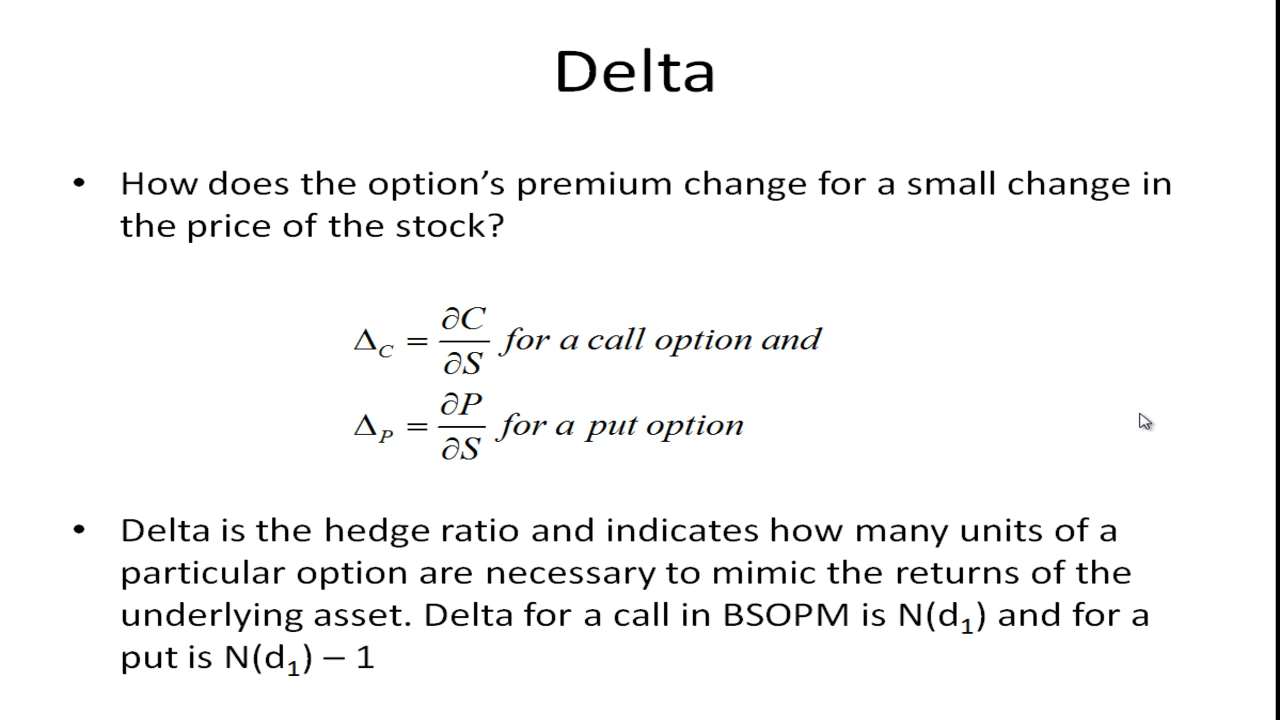 Delta
• How does the option’s premium change for a small change in
the price of the stock?
Δ_C = ∂C/∂S for a call option and
Δ_P = ∂P/∂S for a put option
• Delta is the hedge ratio and indicates how many units of a
particular option are necessary to mimic the returns of the
underlying asset. Delta for a call in BSOPM is N(d₁) and for a
put is N(d₁) – 1